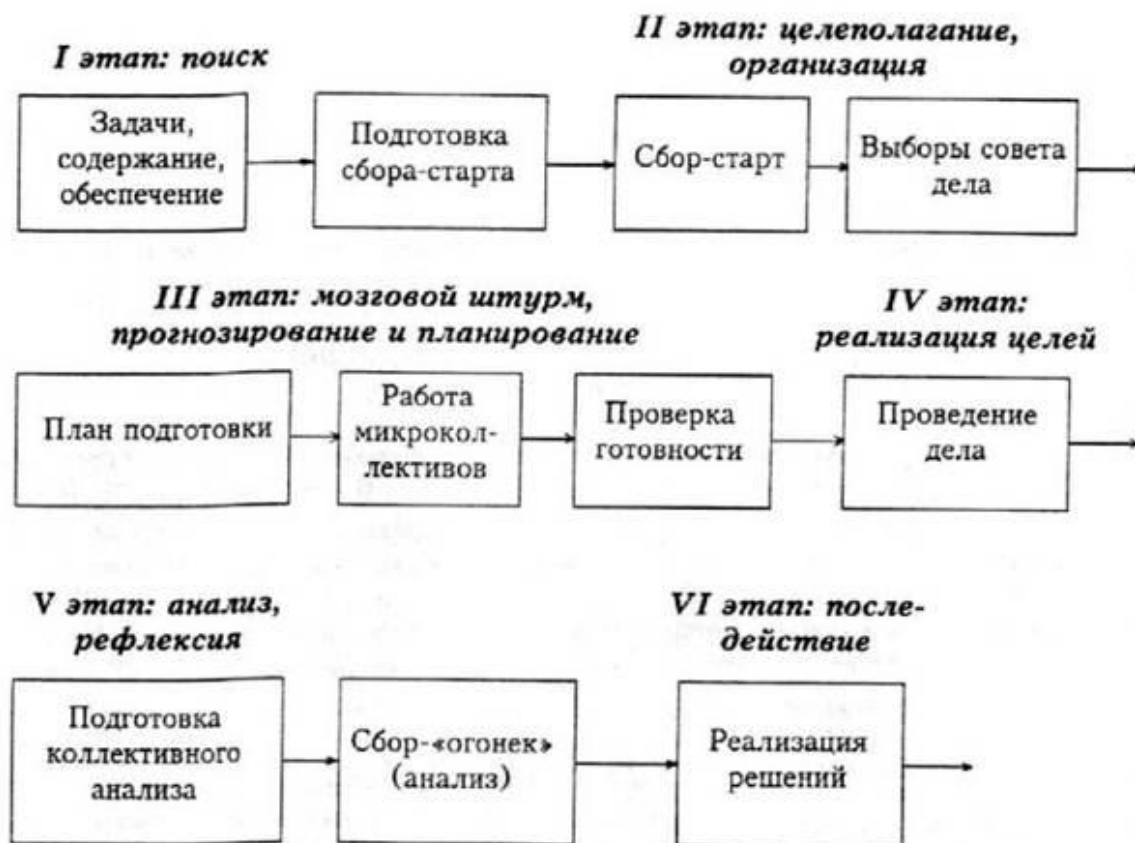 I этап: поиск
II этап: целеполагание,
организация
Задачи,
содержание,
обеспечение
Подготовка
сбора-старта
Сбор-старт
Выборы совета
дела
III этап: мозговой штурм,
прогнозирование и планирование
IV этап:
реализация целей
План подготовки
Работа
микрокол-
лективов
Проверка
готовности
Проведение
дела
V этап: анализ,
рефлексия
VI этап: после-
действие
Подготовка
коллективного
анализа
Сбор-«огонек»
(анализ)
Реализация
решений